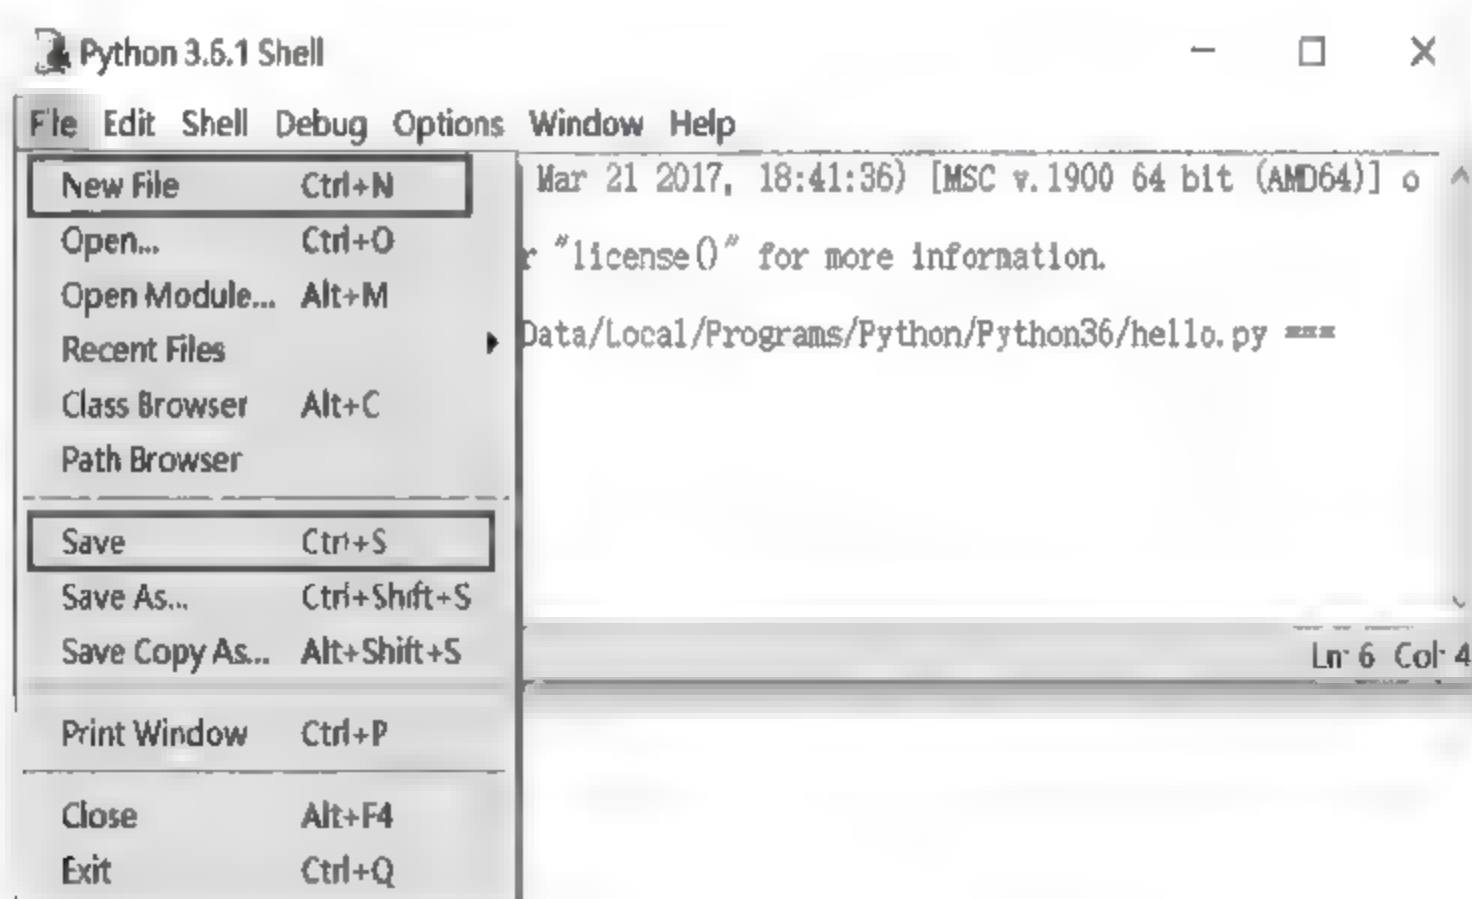 Python 3.6.1 Shell
File Edit Shell Debug Options Window Help
New File Ctrl+N
Open... Ctrl+O
Open Module... Alt+M
Recent Files
Class Browser Alt+C
Path Browser
Save Ctrl+S
Save As... Ctrl+Shift+S
Save Copy As... Alt+Shift+S
Print Window Ctrl+P
Close Alt+F4
Exit Ctrl+Q
Mar 21 2017, 18:41:36) [MSC v.1900 64 bit (AMD64)] o
r "license()" for more information.
Data/Local/Programs/Python/Python36/hello.py ===
Ln: 6 Col: 4